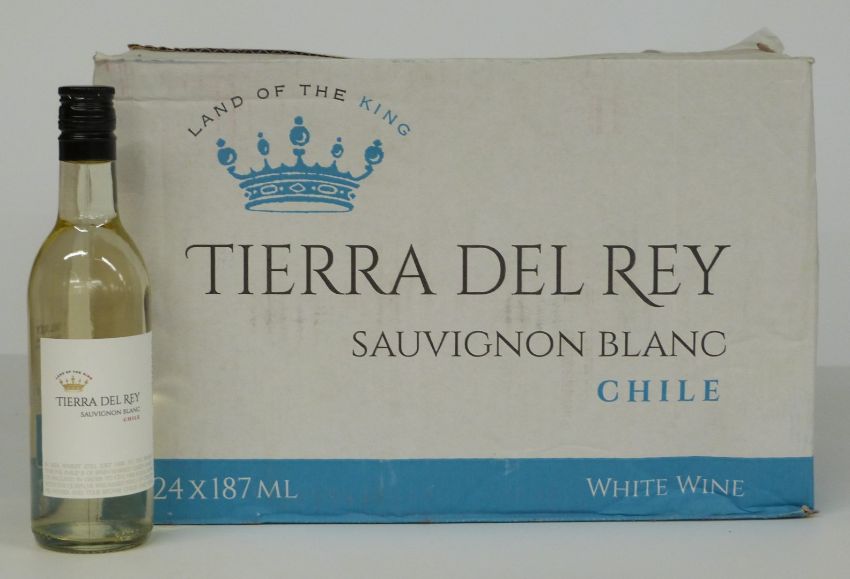 LAND OF THE KING
TIERRA DEL REY
SAUVIGNON BLANC
CHILE
24 X 187 ML
WHITE WINE
LAND OF THE KING
TIERRA DEL REY
SAUVIGNON BLANC
CHILE